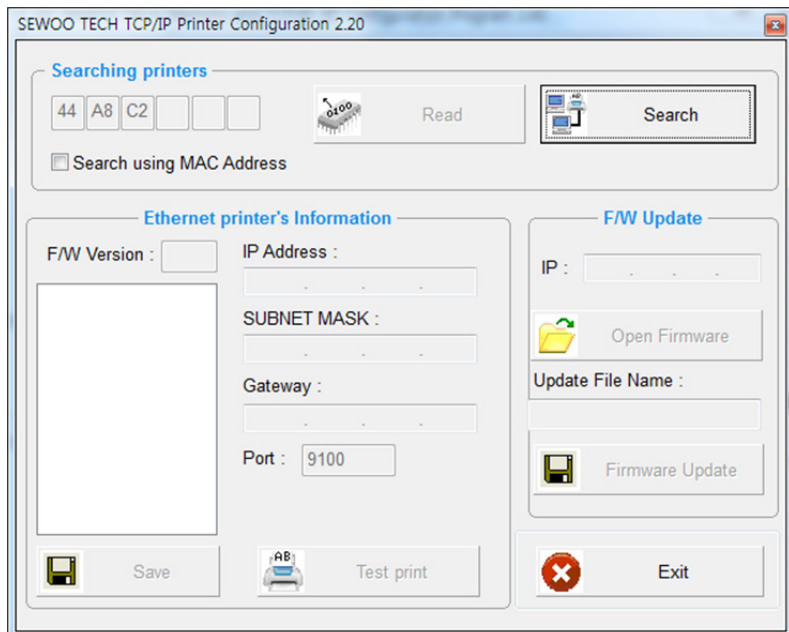 SEWOO TECH TCP/IP Printer Configuration 2.20
Searching printers
44 A8 C2
Read
Search
Search using MAC Address
Ethernet printer's Information
F/W Version :
IP Address :
. . .
SUBNET MASK :
. . .
Gateway :
. . .
Port : 9100
Save
AB
Test print
F/W Update
IP : . . .
Open Firmware
Update File Name :
Firmware Update
Exit